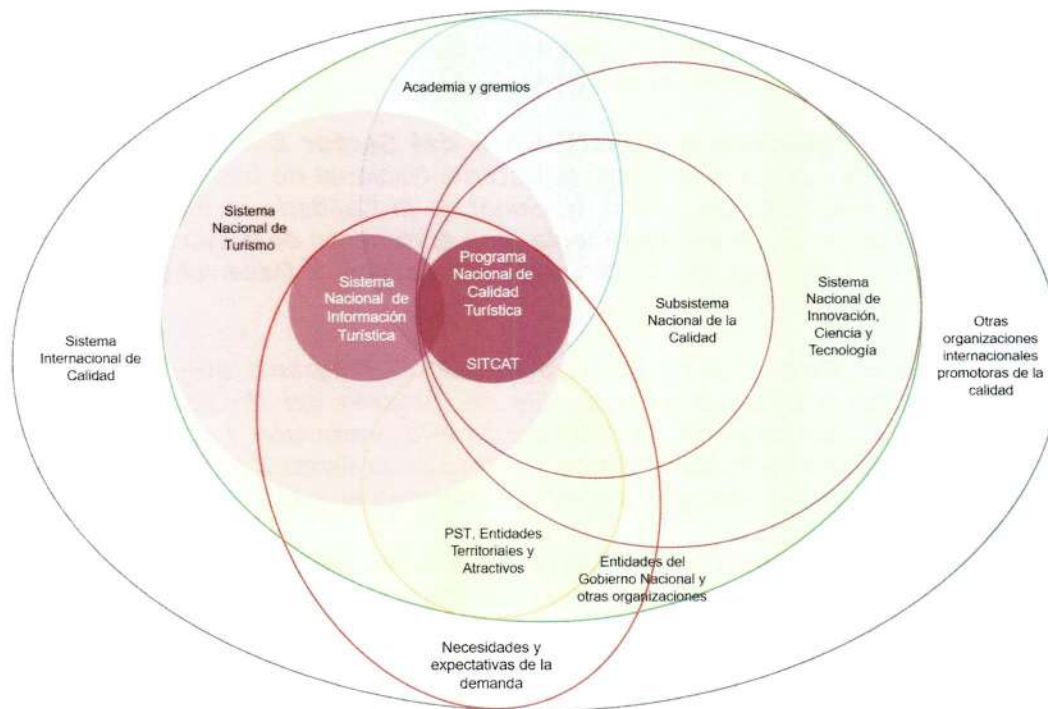 Academia y gremios
Sistema
Nacional de
Turismo
Sistema
Nacional de
Información
Turística
Programa
Nacional de
Calidad
Turística
SITCAT
Subsistema
Nacional de la
Calidad
Sistema
Nacional de
Innovación,
Ciencia y
Tecnología
Sistema
Internacional de
Calidad
Otras
organizaciones
internacionales
promotoras de la
calidad
PST, Entidades
Territoriales y
Atractivos
Entidades del
Gobierno Nacional y
otras organizaciones
Necesidades y
expectativas de la
demanda